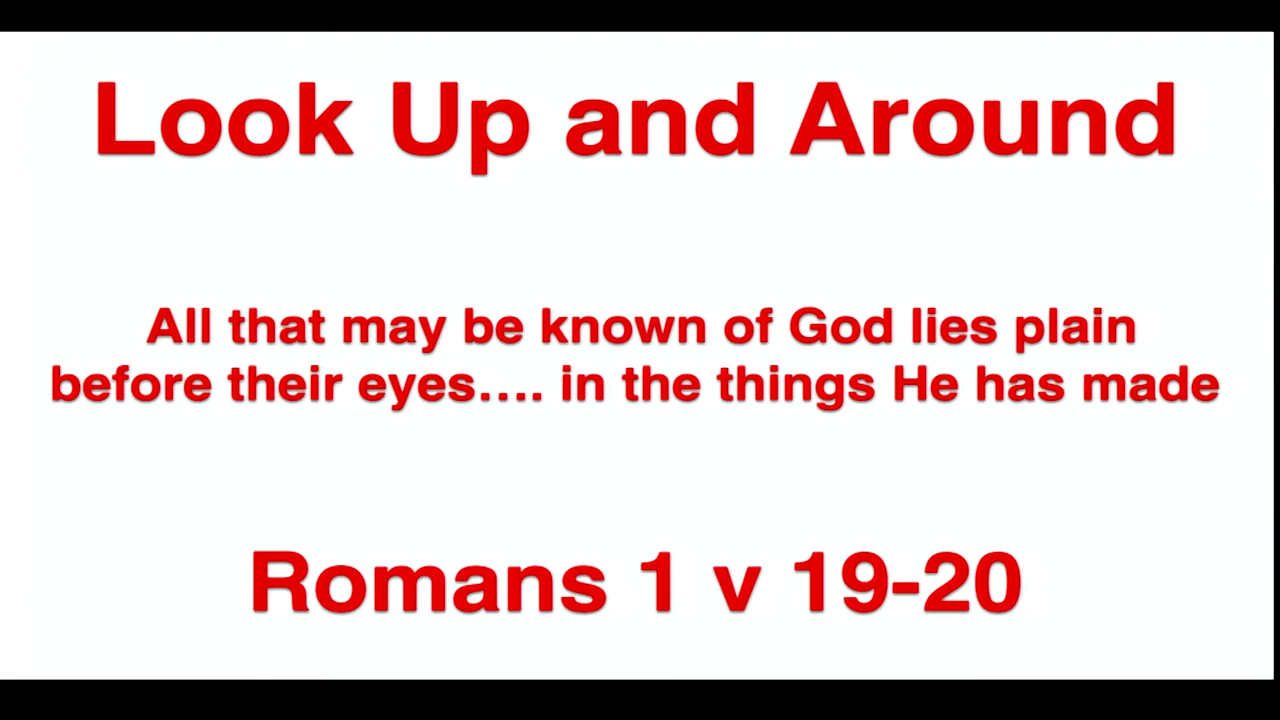 Look Up and Around
All that may be known of God lies plain
before their eyes.... in the things He has made
Romans 1 v 19-20